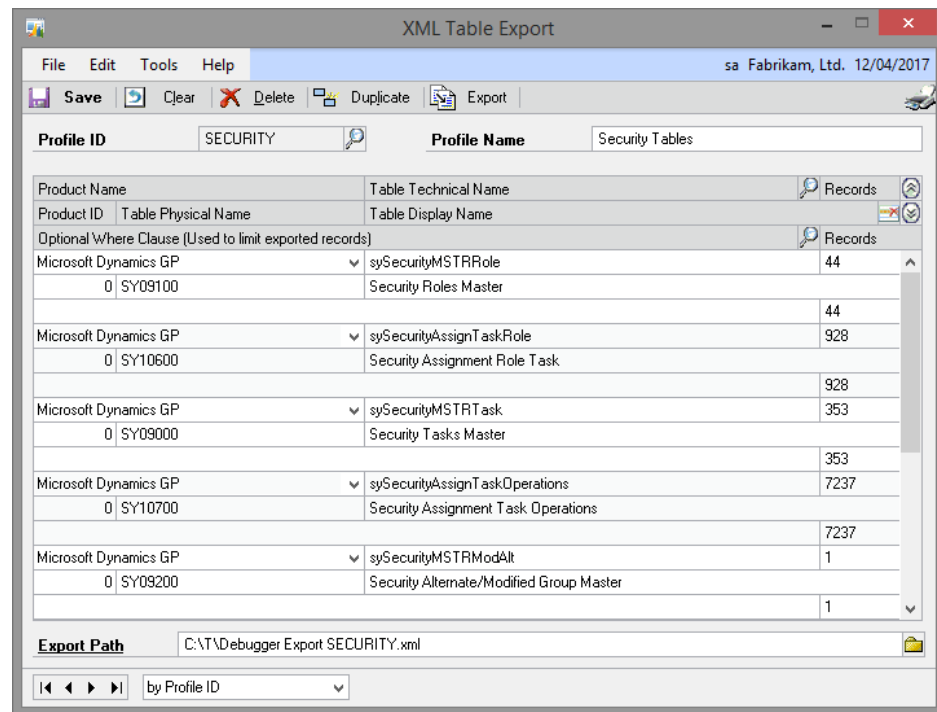 XML Table Export
File Edit Tools Help sa Fabrikam, Ltd. 12/04/2017
Save Clear Delete Duplicate Export
Profile ID SECURITY Profile Name Security Tables
Product Name Table Technical Name Records
Product ID Table Physical Name Table Display Name
Optional Where Clause (Used to limit exported records) Records
Microsoft Dynamics GP sySecurityMSTRRole 44
0 SY09100 Security Roles Master
44
Microsoft Dynamics GP sySecurityAssignTaskRole 928
0 SY10600 Security Assignment Role Task
928
Microsoft Dynamics GP sySecurityMSTRTask 353
0 SY09000 Security Tasks Master
353
Microsoft Dynamics GP sySecurityAssignTaskOperations 7237
0 SY10700 Security Assignment Task Operations
7237
Microsoft Dynamics GP sySecurityMSTRModAlt 1
0 SY09200 Security Alternate/Modified Group Master
1
Export Path C:\T\Debugger Export SECURITY.xml
by Profile ID